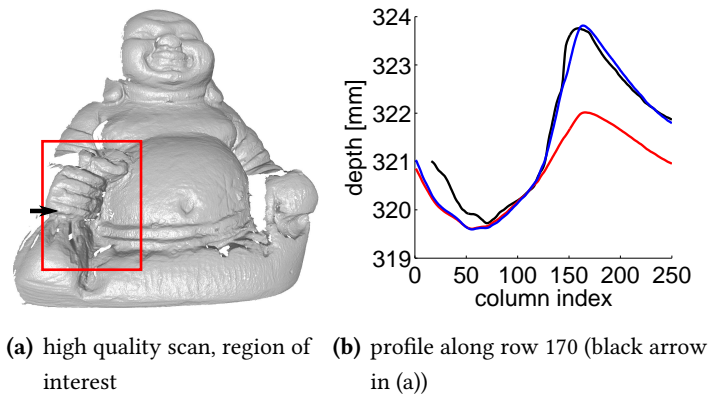 324
323
322
321
320
319
depth [mm]
0 50 100 150 200 250
column index
(a) high quality scan, region of interest
(b) profile along row 170 (black arrow in (a))